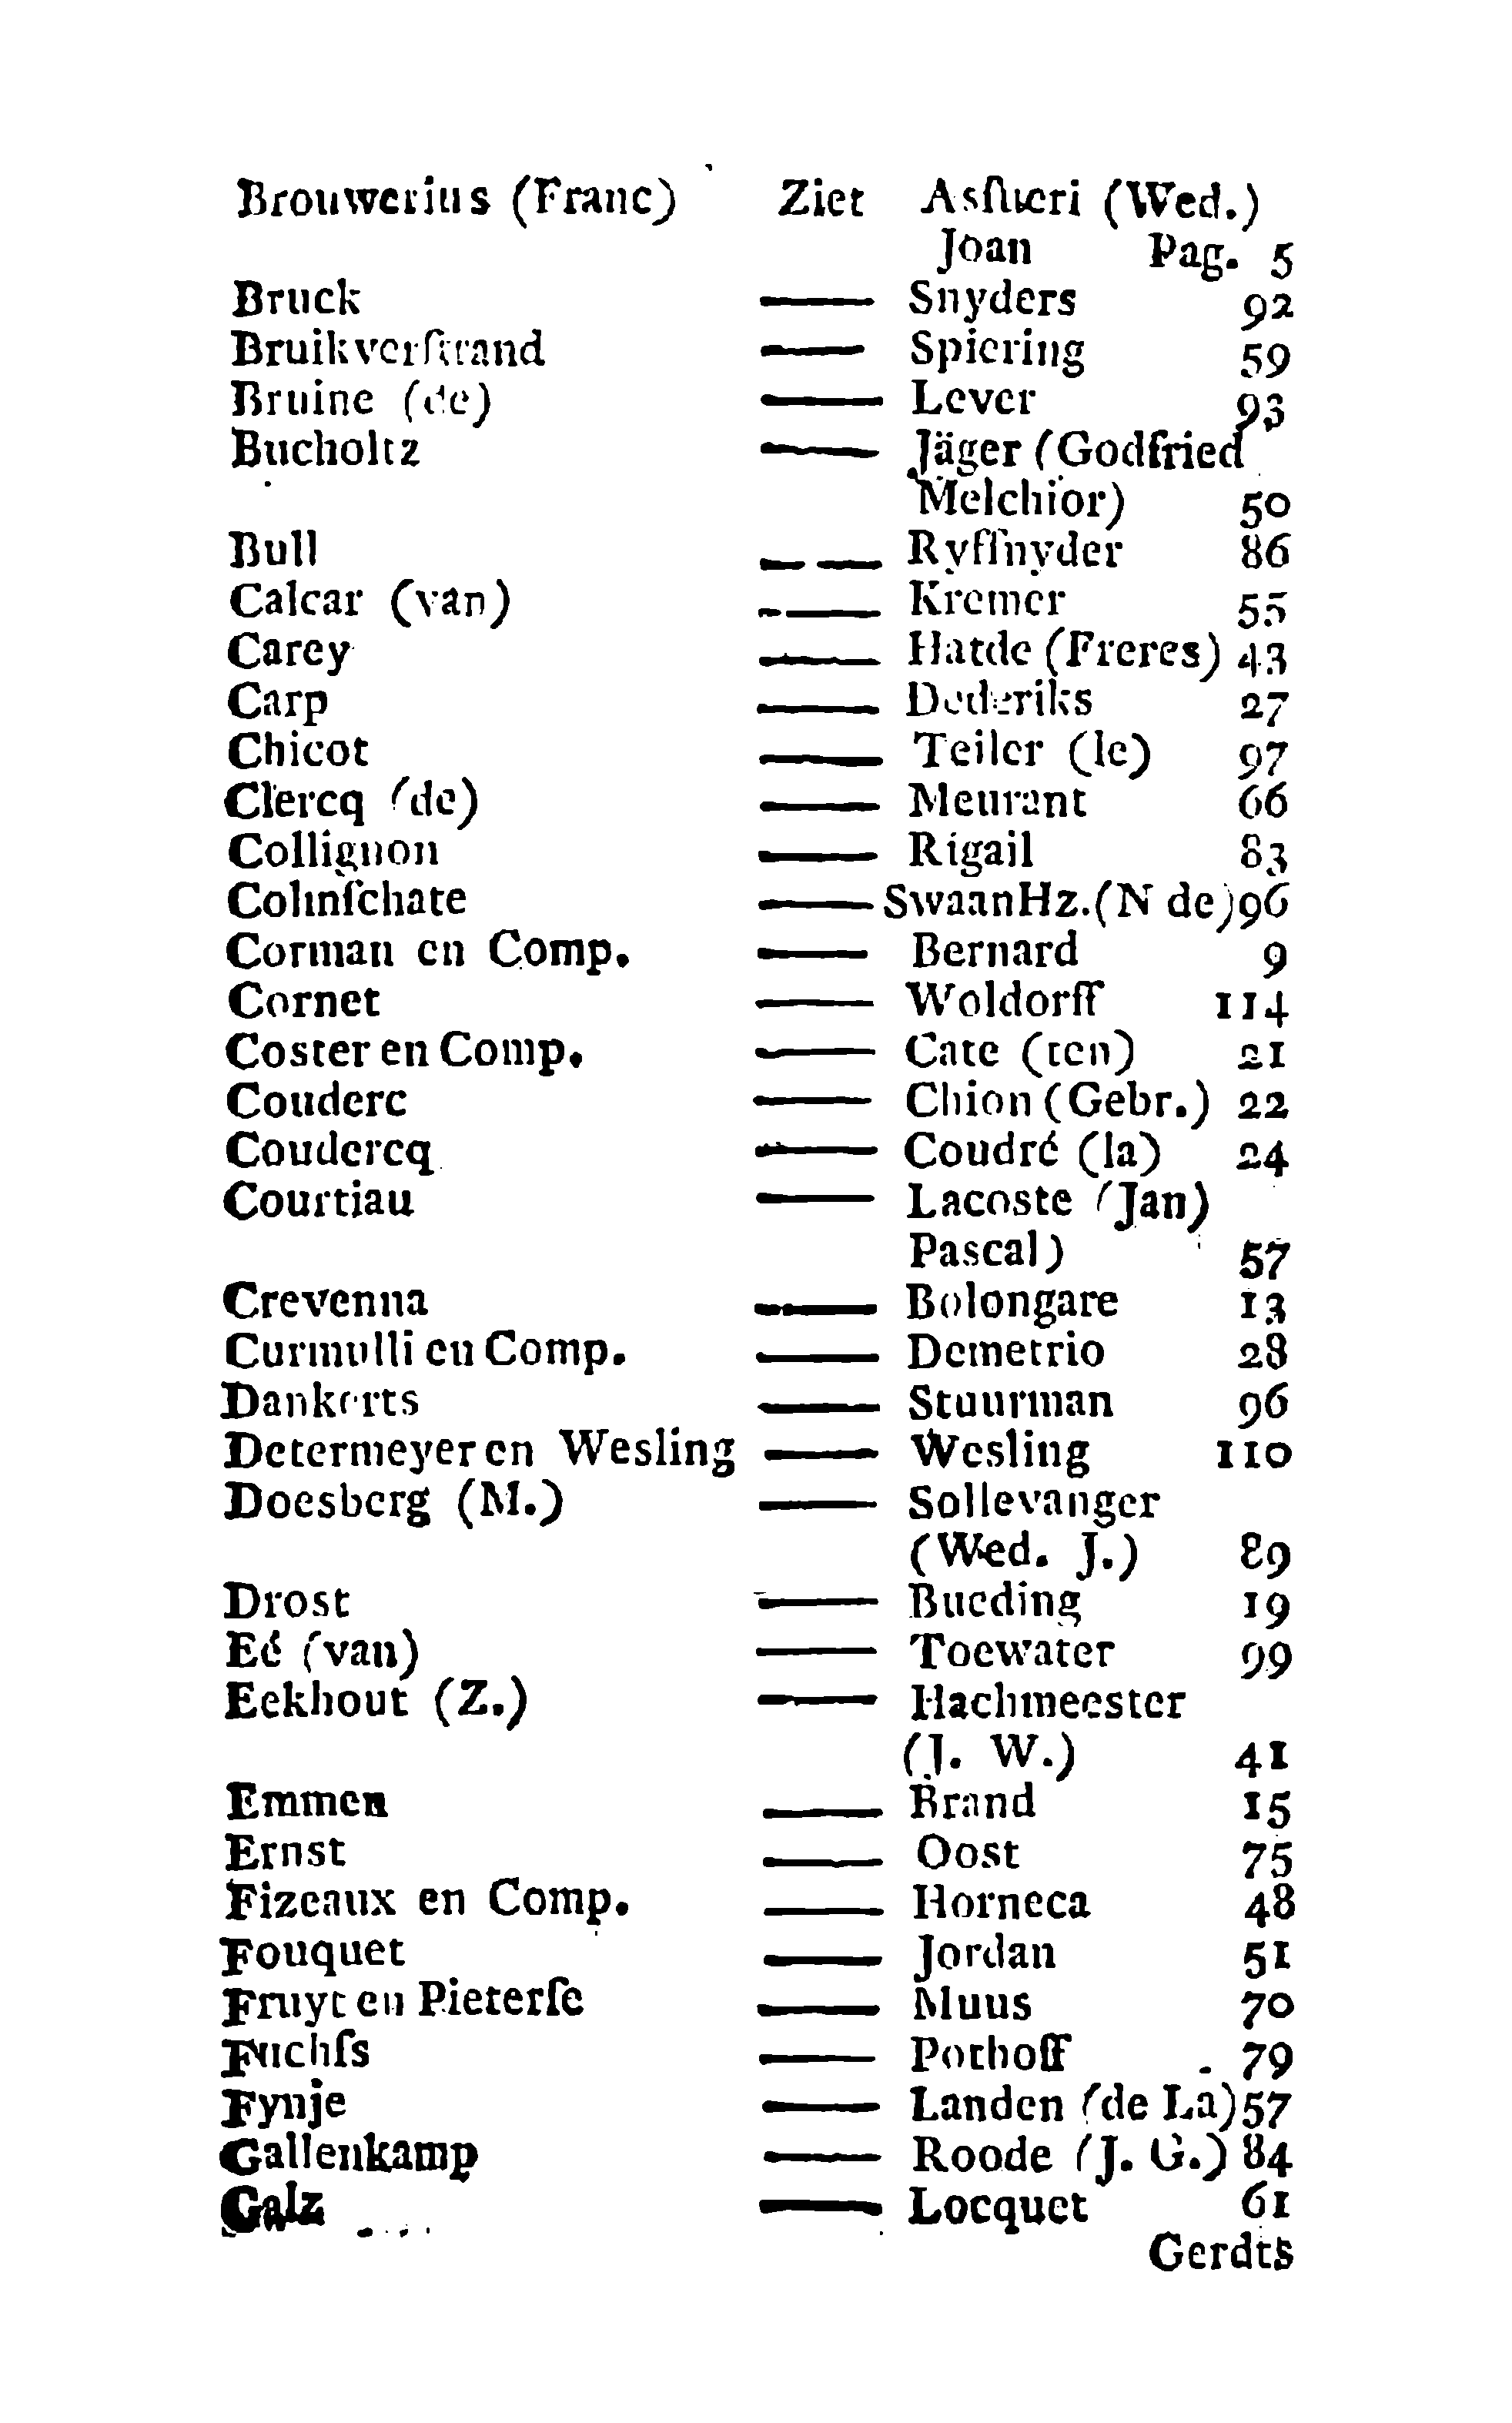 Brouwerius (Franc) Ziet Asſueri (Wed.)
Joan Pag. 5
Bruck — Snyders 92
Bruikverſtrand — Spiering 59
Bruine (de) — Lever 93
Bucholtz — Jäger (Godfried
Melchior) 50
Bull — — Ryſſnyder 86
Calcar (van) — Kremer 55
Carey — Hatde (Freres) 43
Carp — Dederiks 27
Chicot — Teiler (le) 97
Clercq (de) — Meurant 66
Collignon — Rigail 83
Colmſchate — SwaanHz.(N de) 96
Corman en Comp. — Bernard 9
Cornet — Woldorff 114
Coster en Comp. — Cate (ten) 21
Couderc — Chion (Gebr.) 22
Coudercq — Coudré (la) 24
Courtiau — Lacoste (Jan)
Pascal) 57
Crevenna — Bolongare 13
Curmulli en Comp. — Demetrio 28
Dankerts — Stuurman 96
Determeyer en Wesling — Wesling 110
Doesberg (M.) — Sollevanger
(Wed. J.) 89
Drost — Bueding 19
Eé (van) — Toewater 99
Eekhout (Z.) — Hachmeester
(J. W.) 41
Emmen — Brand 15
Ernst — Oost 75
Fizeaux en Comp. — Horneca 48
Fouquet — Jordan 51
Fruyt en Pieterſe — Muus 70
Fuchſs — Pothoff 79
Fynje — Landen (de La) 57
Gallenkamp — Roode (J. G.) 84
Galz — Locquet 61
Gerdts